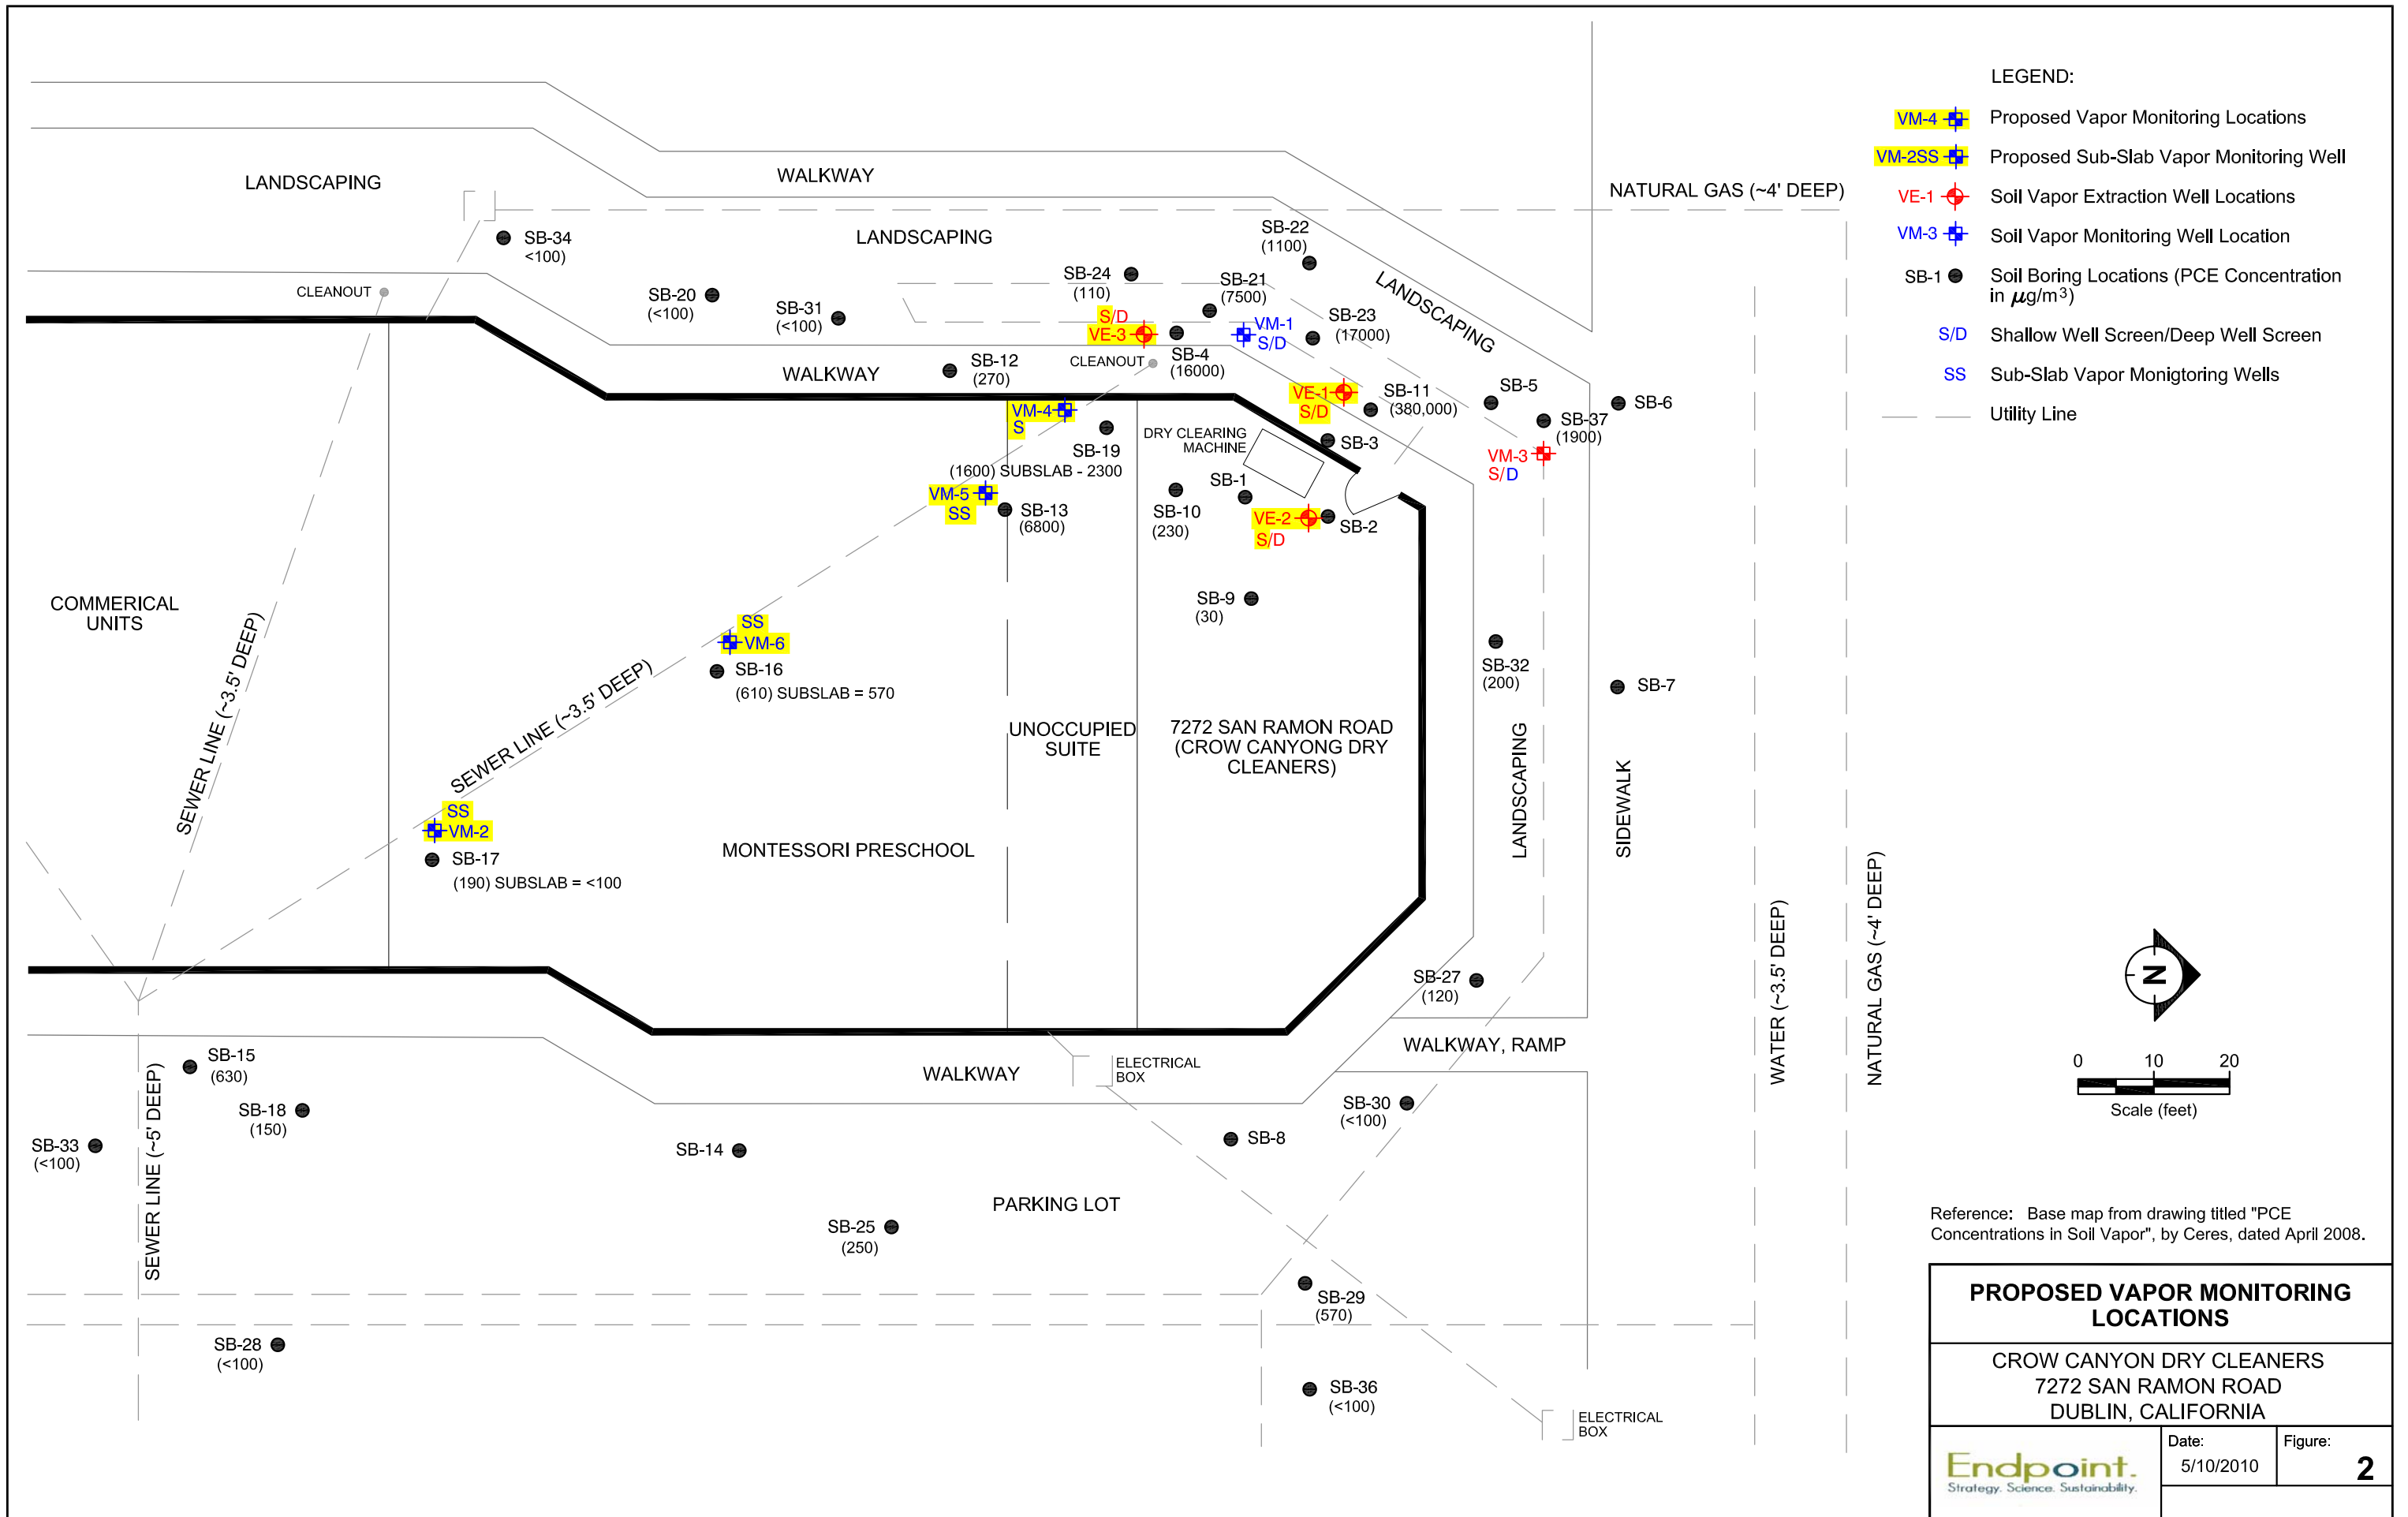 LEGEND:
VM-4 Proposed Vapor Monitoring Locations
VM-2SS Proposed Sub-Slab Vapor Monitoring Well
VE-1 Soil Vapor Extraction Well Locations
VM-3 Soil Vapor Monitoring Well Location
SB-1 Soil Boring Locations (PCE Concentration
in µg/m³)
S/D Shallow Well Screen/Deep Well Screen
SS Sub-Slab Vapor Monigtoring Wells
Utility Line
LANDSCAPING
WALKWAY
NATURAL GAS (~4' DEEP)
SB-34
<100)
LANDSCAPING
SB-22
(1100)
CLEANOUT
SB-20
(<100)
SB-31
(<100)
SB-24
(110)
SB-21
(7500)
LANDSCAPING
S/D
VE-3
VM-1
S/D
SB-23
(17000)
SB-4
(16000)
CLEANOUT
SB-12
(270)
WALKWAY
VE-1
S/D
SB-11
(380,000)
SB-5
SB-6
SB-37
(1900)
VM-3
S/D
VM-4
S
SB-19
(1600) SUBSLAB - 2300
DRY CLEARING
MACHINE
SB-3
VM-5
SS
SB-13
(6800)
SB-10
(230)
SB-1
VE-2
S/D
SB-2
SB-9
(30)
COMMERICAL
UNITS
SEWER LINE (~3.5' DEEP)
SS
VM-6
SB-16
(610) SUBSLAB = 570
SEWER LINE (~3.5' DEEP)
SB-32
(200)
SB-7
UNOCCUPIED
SUITE
7272 SAN RAMON ROAD
(CROW CANYONG DRY
CLEANERS)
LANDSCAPING
SIDEWALK
SS
VM-2
SB-17
(190) SUBSLAB = <100
MONTESSORI PRESCHOOL
WATER (~3.5' DEEP)
NATURAL GAS (~4' DEEP)
N
SB-27
(120)
WALKWAY, RAMP
SB-15
(630)
SB-18
(150)
SB-33
(<100)
SEWER LINE (~5' DEEP)
WALKWAY
ELECTRICAL
BOX
SB-30
(<100)
SB-8
SB-14
PARKING LOT
SB-25
(250)
SB-29
(570)
SB-28
(<100)
SB-36
(<100)
ELECTRICAL
BOX
0 10 20
Scale (feet)
Reference: Base map from drawing titled "PCE
Concentrations in Soil Vapor", by Ceres, dated April 2008.
PROPOSED VAPOR MONITORING
LOCATIONS
CROW CANYON DRY CLEANERS
7272 SAN RAMON ROAD
DUBLIN, CALIFORNIA
Endpoint.
Strategy. Science. Sustainability.
Date:
5/10/2010
Figure:
2